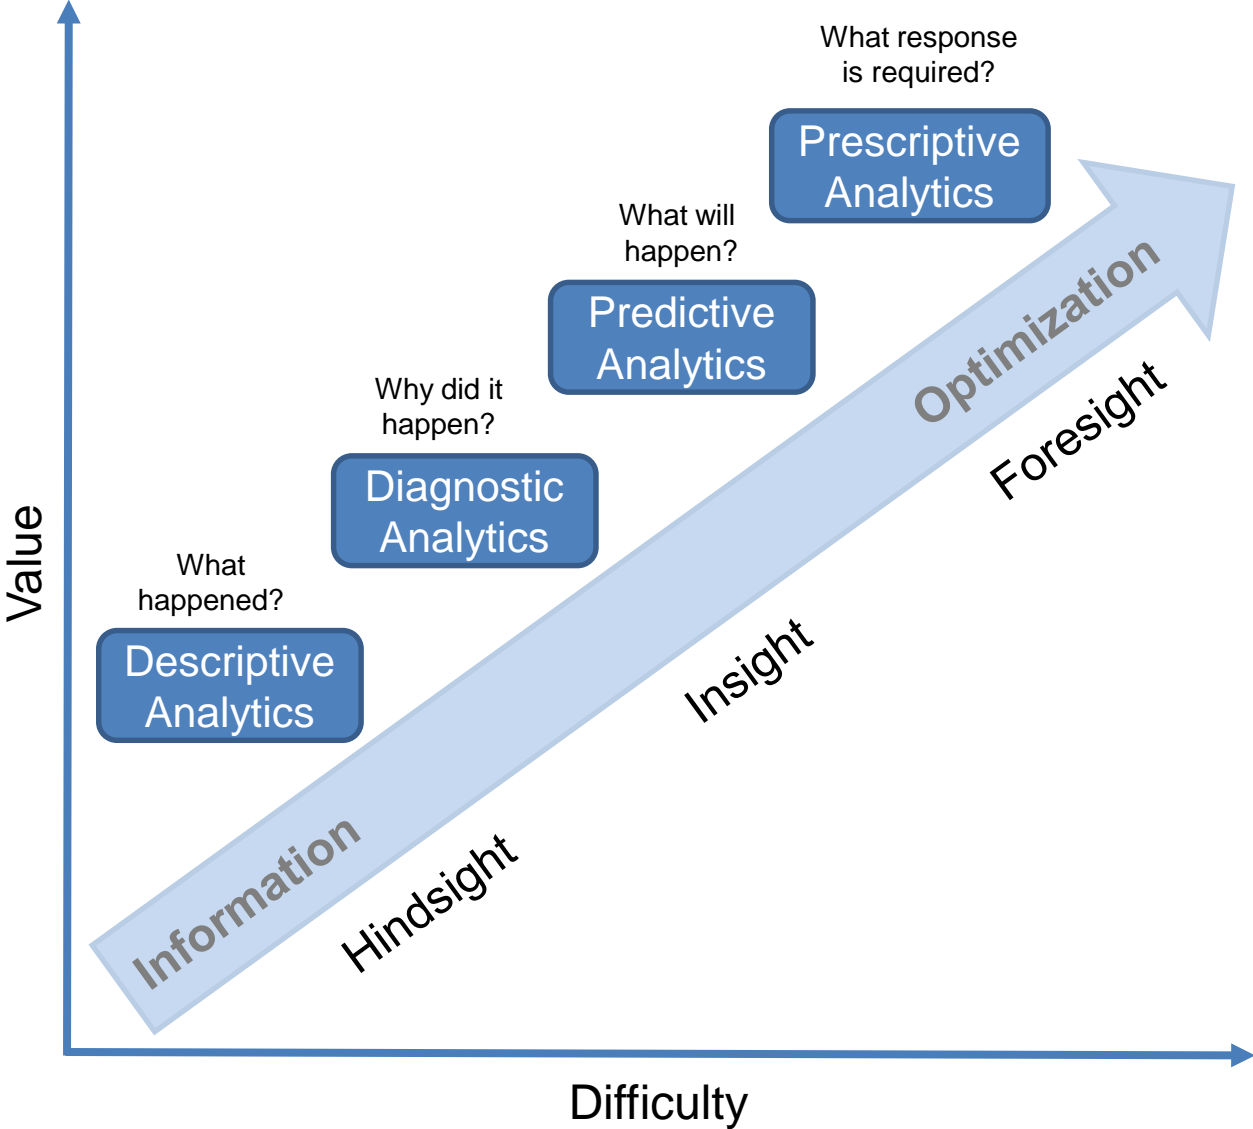 What response
is required?
Prescriptive
Analytics
What will
happen?
Predictive
Analytics
Why did it
happen?
Diagnostic
Analytics
What
happened?
Descriptive
Analytics
Optimization
Foresight
Insight
Information
Hindsight
Value
Difficulty